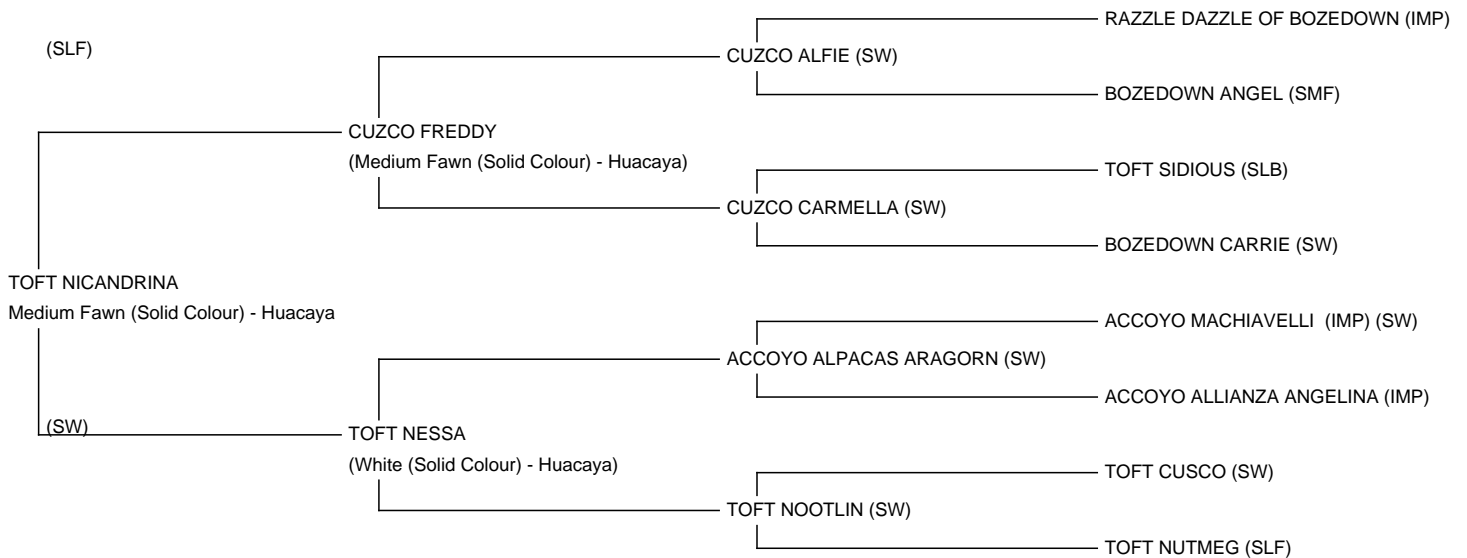 RAZZLE DAZZLE OF BOZEDOWN (IMP)
(SLF)
CUZCO ALFIE (SW)
BOZEDOWN ANGEL (SMF)
CUZCO FREDDY
(Medium Fawn (Solid Colour) - Huacaya)
TOFT SIDIOUS (SLB)
CUZCO CARMELLA (SW)
BOZEDOWN CARRIE (SW)
TOFT NICANDRINA
Medium Fawn (Solid Colour) - Huacaya
ACCOYO MACHIAVELLI (IMP) (SW)
ACCOYO ALPACAS ARAGORN (SW)
ACCOYO ALLIANZA ANGELINA (IMP)
(SW)
TOFT NESSA
(White (Solid Colour) - Huacaya)
TOFT CUSCO (SW)
TOFT NOOTLIN (SW)
TOFT NUTMEG (SLF)